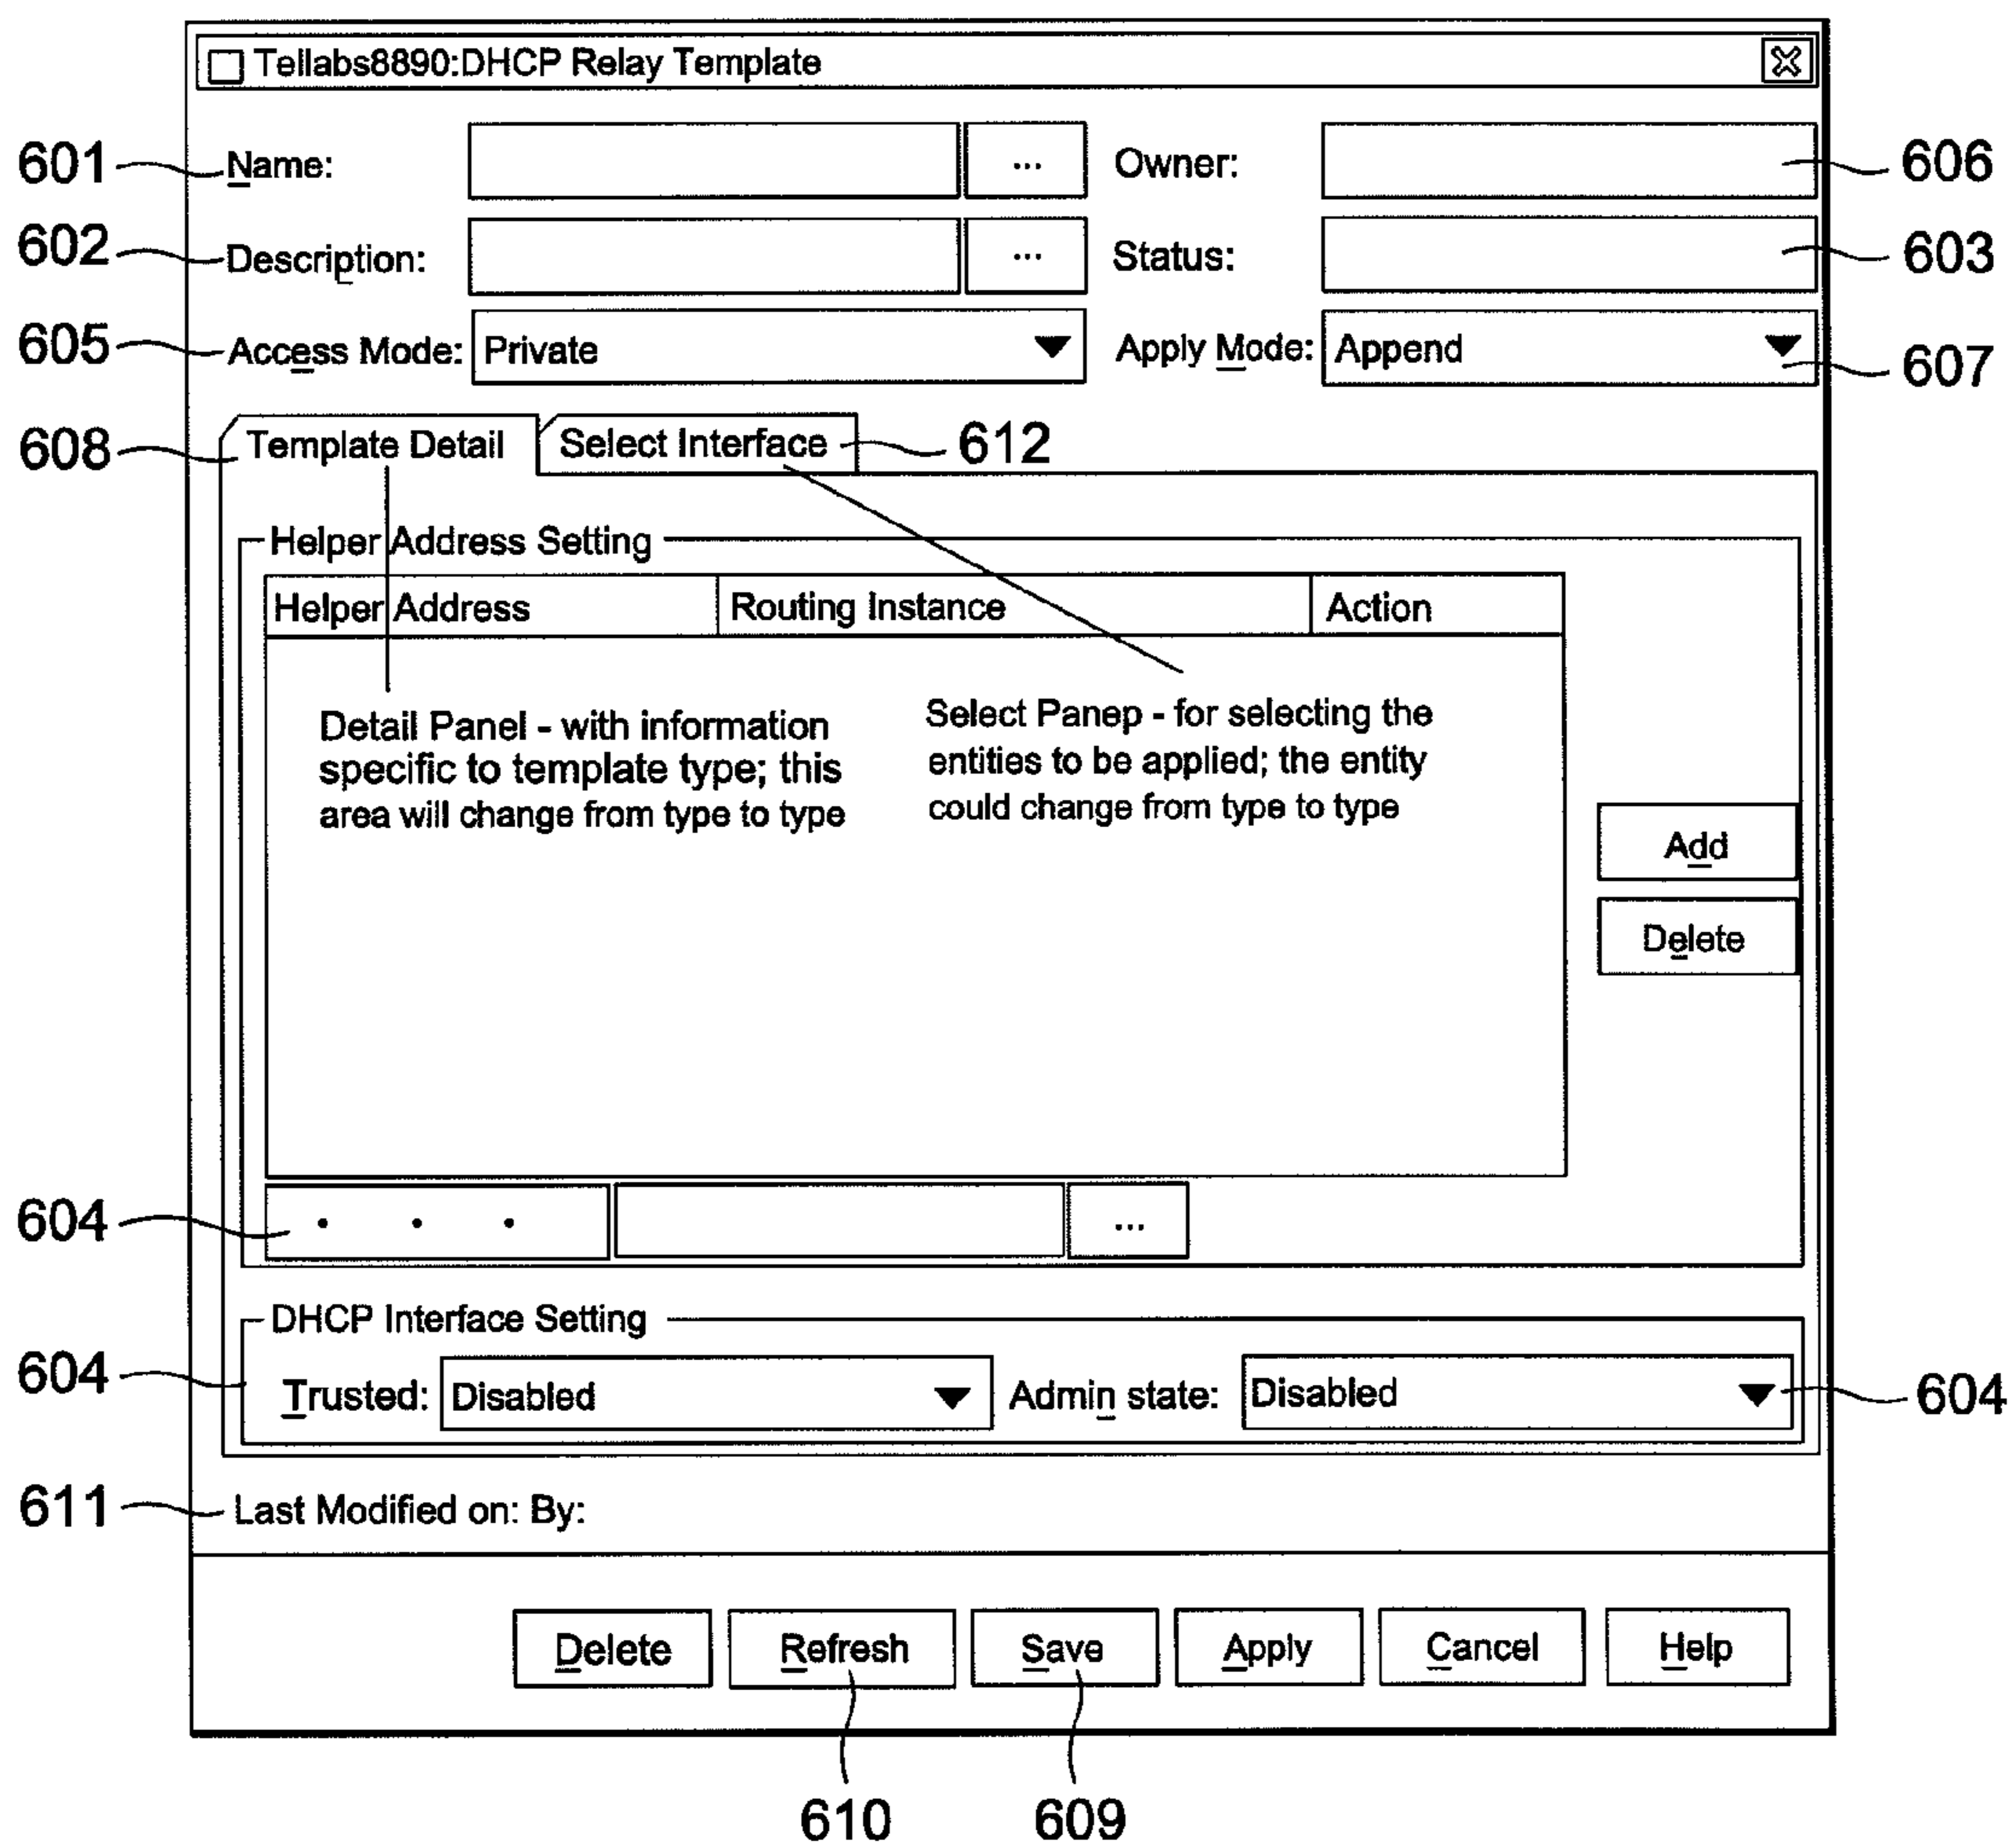 Tellabs8890:DHCP Relay Template
601 Name: ... Owner: 606
602 Description: ... Status: 603
605 Access Mode: Private Apply Mode: Append 607
608 Template Detail Select Interface 612
Helper Address Setting
Helper Address Routing Instance Action
Detail Panel - with information
specific to template type; this
area will change from type to type
Select Panep - for selecting the
entities to be applied; the entity
could change from type to type
Add
Delete
604 . . . ...
DHCP Interface Setting
604 Trusted: Disabled Admin state: Disabled 604
611 Last Modified on: By:
Delete Refresh Save Apply Cancel Help
610 609